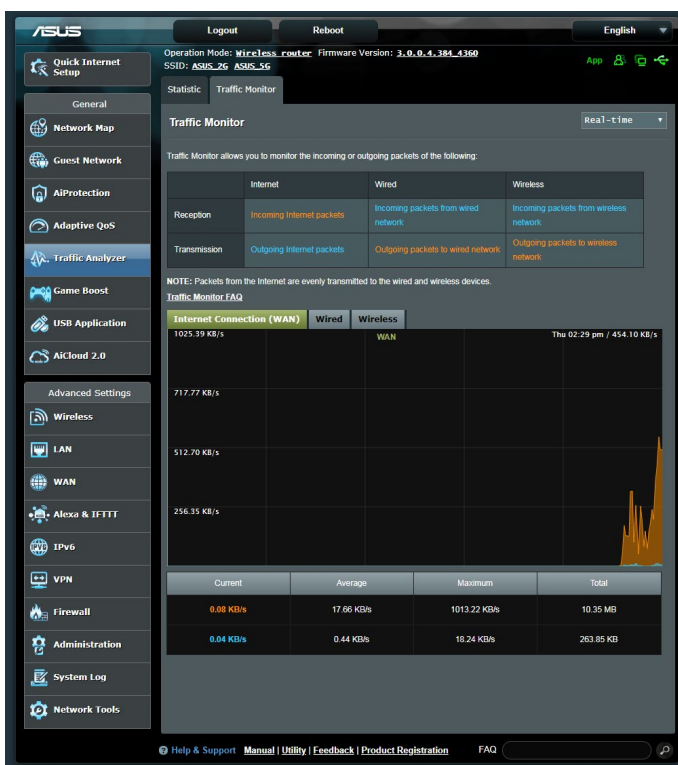 ASUS
Logout Reboot English
Quick Internet Setup
Operation Mode: Wireless router Firmware Version: 3.0.0.4.384_4360
SSID: ASUS_2G ASUS_5G
App
Statistic Traffic Monitor
General
Network Map
Guest Network
AiProtection
Adaptive QoS
Traffic Analyzer
Game Boost
USB Application
AiCloud 2.0
Advanced Settings
Wireless
LAN
WAN
Alexa & IFTTT
IPv6
VPN
Firewall
Administration
System Log
Network Tools
Traffic Monitor
Real-time
Traffic Monitor allows you to monitor the incoming or outgoing packets of the following:
Internet Wired Wireless
Reception Incoming Internet packets Incoming packets from wired network Incoming packets from wireless network
Transmission Outgoing Internet packets Outgoing packets to wired network Outgoing packets to wireless network
NOTE: Packets from the Internet are evenly transmitted to the wired and wireless devices.
Traffic Monitor FAQ
Internet Connection (WAN) Wired Wireless
1025.39 KB/s WAN Thu 02:29 pm / 454.10 KB/s
717.77 KB/s
512.70 KB/s
256.35 KB/s
Current Average Maximum Total
0.08 KB/s 17.66 KB/s 1013.22 KB/s 10.35 MB
0.04 KB/s 0.44 KB/s 18.24 KB/s 263.85 KB
Help & Support Manual | Utility | Feedback | Product Registration FAQ